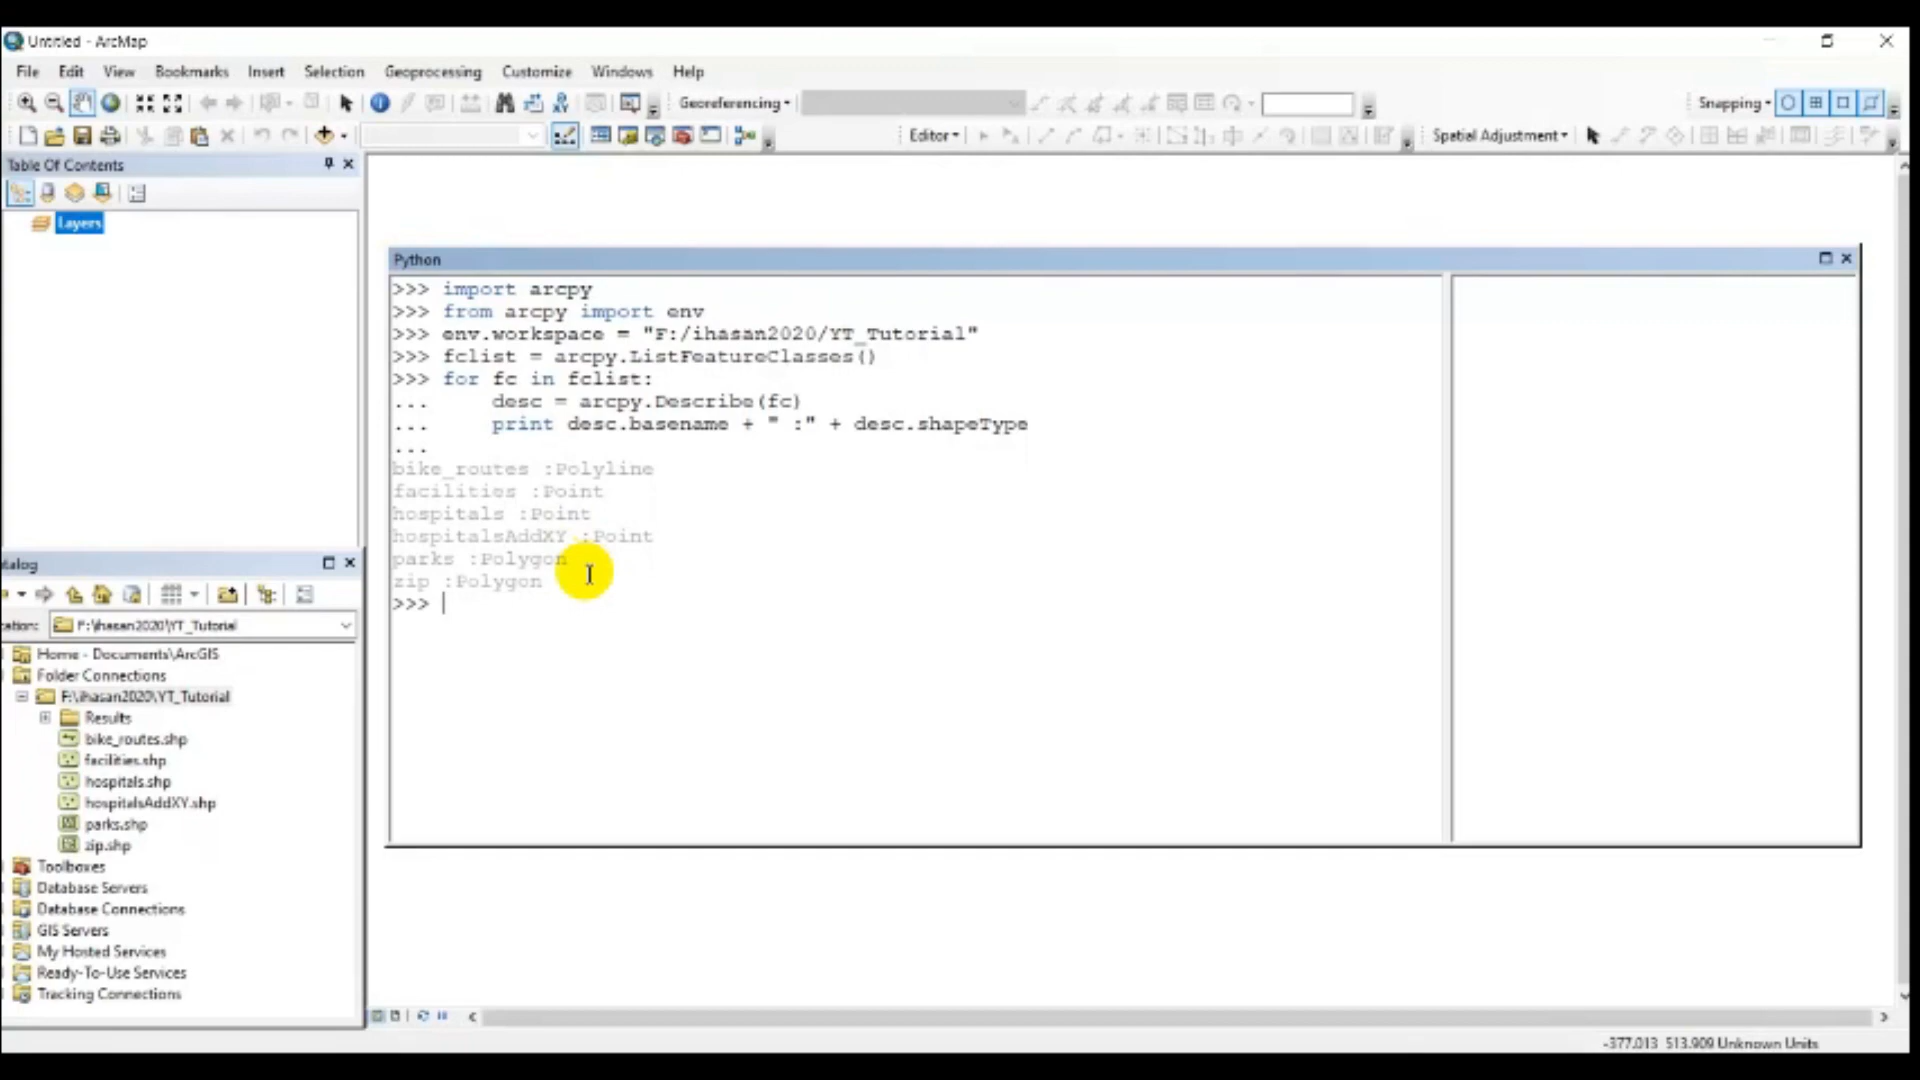 Untitled - ArcMap
File Edit View Bookmarks Insert Selection Geoprocessing Customize Windows Help
Georeferencing
Snapping
Editor
Spatial Adjustment
Table Of Contents
Layers
Python
>>> import arcpy
>>> from arcpy import env
>>> env.workspace = "F:/ihasan2020/YT_Tutorial"
>>> fclist = arcpy.ListFeatureClasses()
>>> for fc in fclist:
...     desc = arcpy.Describe(fc)
...     print desc.basename + " :" + desc.shapeType
...
bike_routes :Polyline
facilities :Point
hospitals :Point
hospitalsAddXY :Point
parks :Polygon
zip :Polygon
>>>
atalog
cation: F:\ihasan2020\YT_Tutorial
Home - Documents\ArcGIS
Folder Connections
F:\ihasan2020\YT_Tutorial
Results
bike_routes.shp
facilities.shp
hospitals.shp
hospitalsAddXY.shp
parks.shp
zip.shp
Toolboxes
Database Servers
Database Connections
GIS Servers
My Hosted Services
Ready-To-Use Services
Tracking Connections
-377.013 513.909 Unknown Units